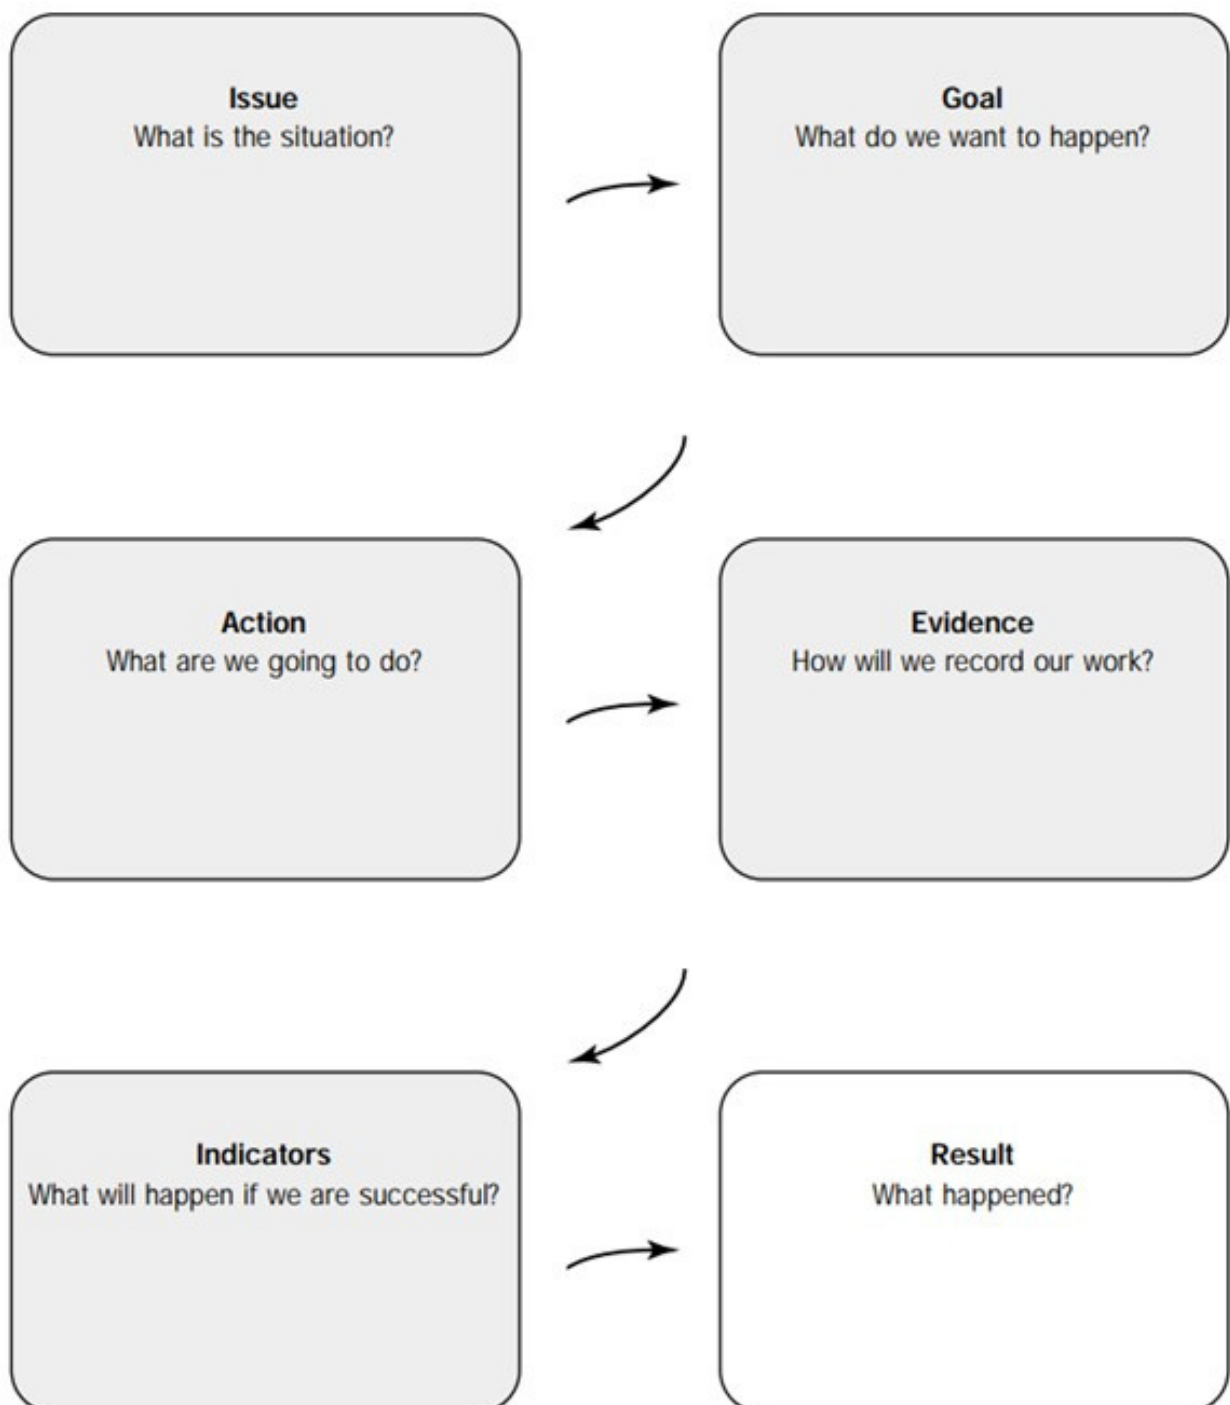 Issue
What is the situation?
Goal
What do we want to happen?
Action
What are we going to do?
Evidence
How will we record our work?
Indicators
What will happen if we are successful?
Result
What happened?